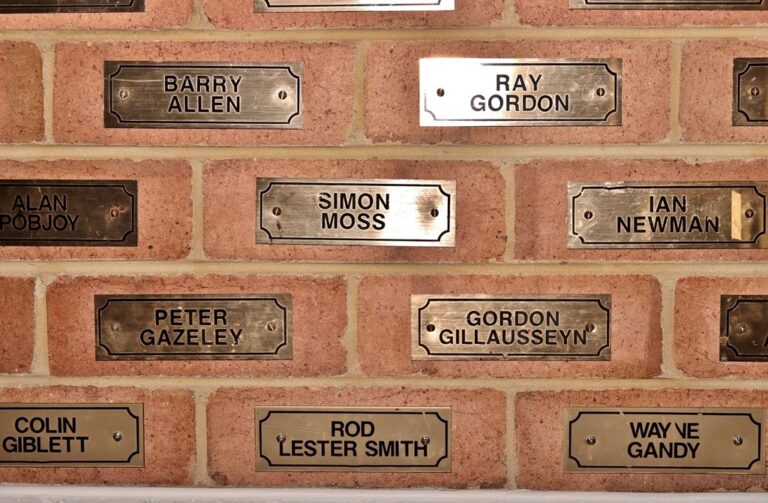 BARRY
ALLEN
RAY
GORDON
ALAN
POBJOY
SIMON
MOSS
IAN
NEWMAN
PETER
GAZELEY
GORDON
GILLAUSSEYN
COLIN
GIBLETT
ROD
LESTER SMITH
WAYNE
GANDY